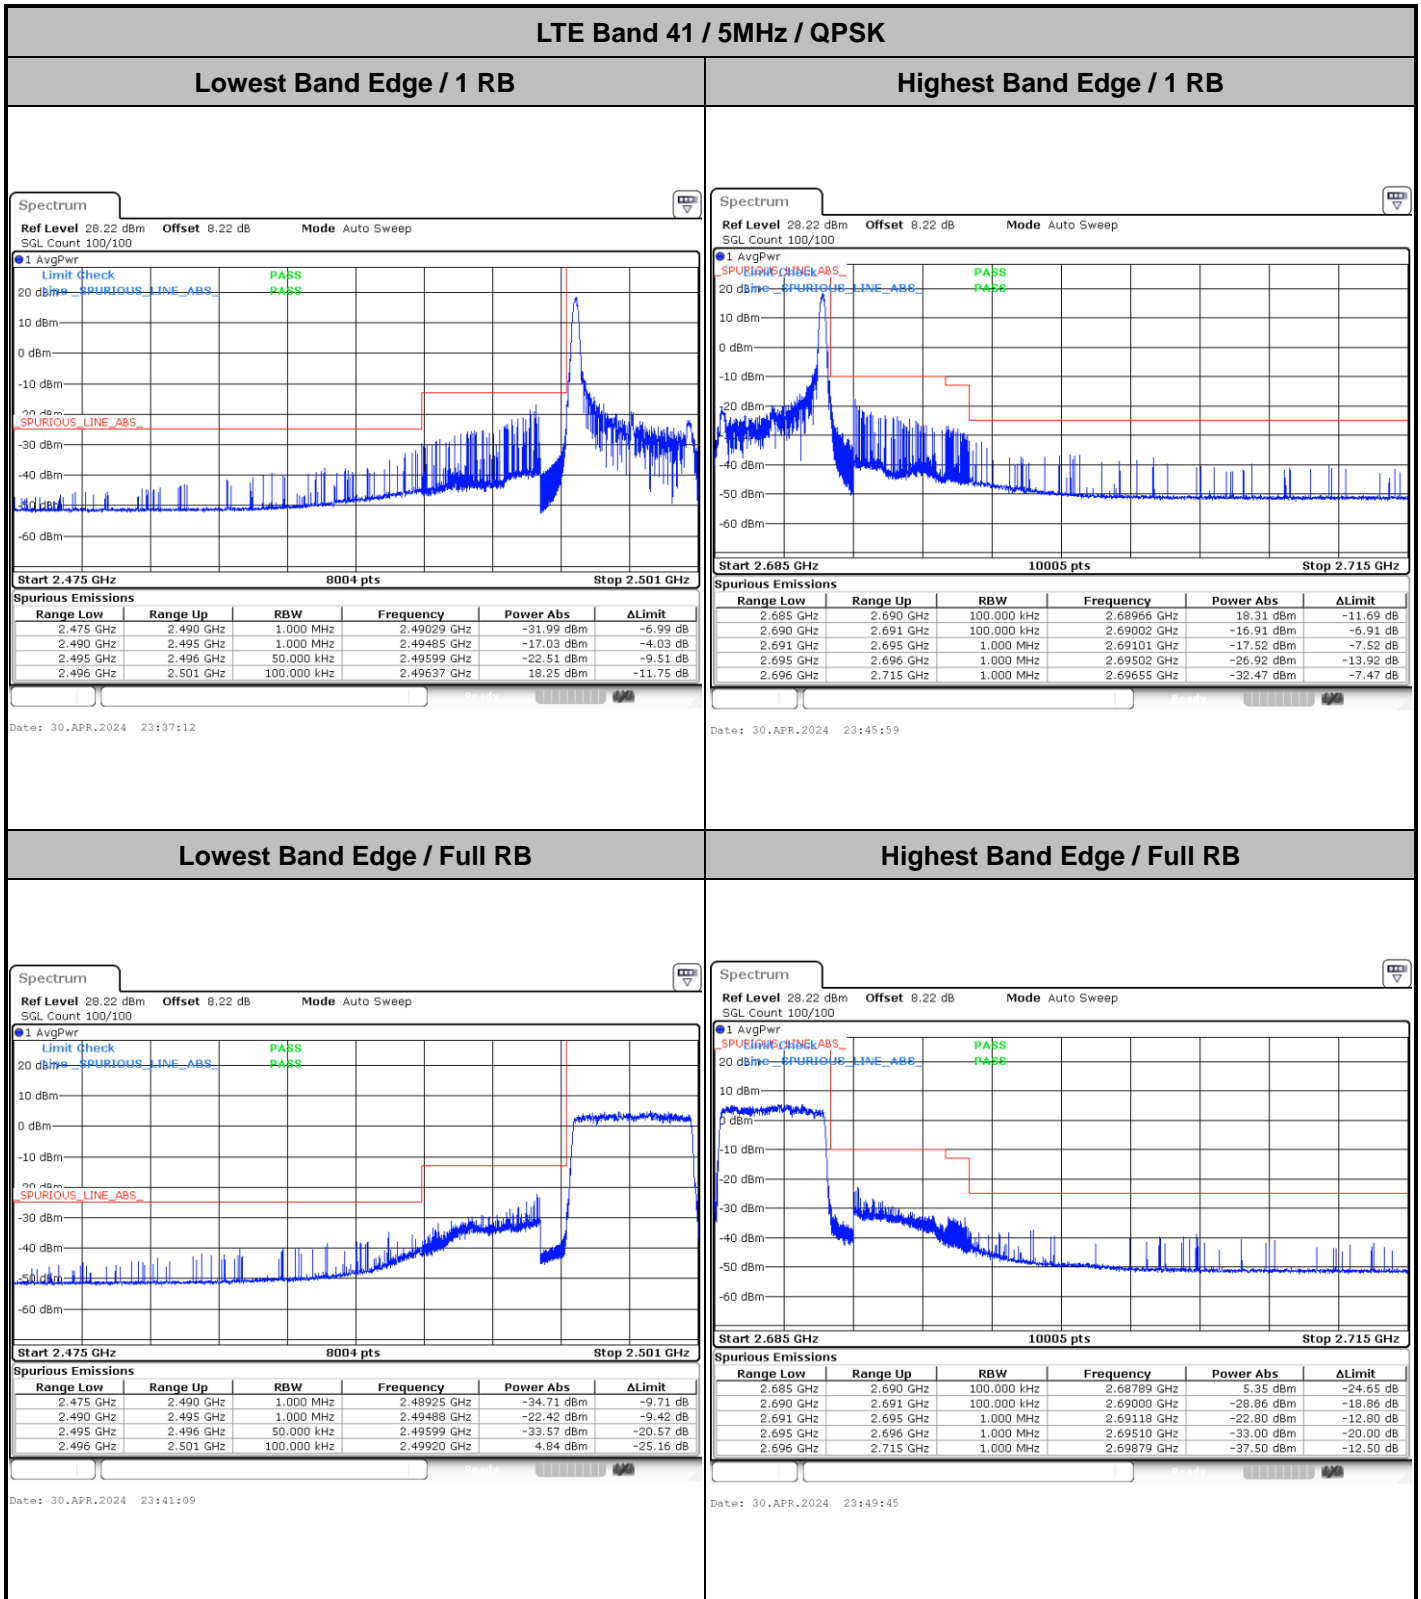 LTE Band 41 / 5MHz / QPSK
Lowest Band Edge / 1 RB
Highest Band Edge / 1 RB
Spectrum
Ref Level 28.22 dBm Offset 8.22 dB Mode Auto Sweep
SGL Count 100/100
1 AvgPwr
Limit Check PASS
Line _SPURIOUS_LINE_ABS_ PASS
20 dBm
10 dBm
0 dBm
-10 dBm
-20 dBm
_SPURIOUS_LINE_ABS_
-30 dBm
-40 dBm
-50 dBm
-60 dBm
Start 2.475 GHz 8004 pts Stop 2.501 GHz
Spurious Emissions
Range Low Range Up RBW Frequency Power Abs ΔLimit
2.475 GHz 2.490 GHz 1.000 MHz 2.49029 GHz -31.99 dBm -6.99 dB
2.490 GHz 2.495 GHz 1.000 MHz 2.49485 GHz -17.03 dBm -4.03 dB
2.495 GHz 2.496 GHz 50.000 kHz 2.49599 GHz -22.51 dBm -9.51 dB
2.496 GHz 2.501 GHz 100.000 kHz 2.49637 GHz 18.25 dBm -11.75 dB
Ready
Date: 30.APR.2024 23:37:12
Spectrum
Ref Level 28.22 dBm Offset 8.22 dB Mode Auto Sweep
SGL Count 100/100
1 AvgPwr
_SPURIOUS_LINE_ABS_
Limit Check PASS
Line _SPURIOUS_LINE_ABS_ PASS
20 dBm
10 dBm
0 dBm
-10 dBm
-20 dBm
-30 dBm
-40 dBm
-50 dBm
-60 dBm
Start 2.685 GHz 10005 pts Stop 2.715 GHz
Spurious Emissions
Range Low Range Up RBW Frequency Power Abs ΔLimit
2.685 GHz 2.690 GHz 100.000 kHz 2.68966 GHz 18.31 dBm -11.69 dB
2.690 GHz 2.691 GHz 100.000 kHz 2.69002 GHz -16.91 dBm -6.91 dB
2.691 GHz 2.695 GHz 1.000 MHz 2.69101 GHz -17.52 dBm -7.52 dB
2.695 GHz 2.696 GHz 1.000 MHz 2.69502 GHz -26.92 dBm -13.92 dB
2.696 GHz 2.715 GHz 1.000 MHz 2.69655 GHz -32.47 dBm -7.47 dB
Ready
Date: 30.APR.2024 23:45:59
Lowest Band Edge / Full RB
Highest Band Edge / Full RB
Spectrum
Ref Level 28.22 dBm Offset 8.22 dB Mode Auto Sweep
SGL Count 100/100
1 AvgPwr
Limit Check PASS
Line _SPURIOUS_LINE_ABS_ PASS
20 dBm
10 dBm
0 dBm
-10 dBm
-20 dBm
_SPURIOUS_LINE_ABS_
-30 dBm
-40 dBm
-50 dBm
-60 dBm
Start 2.475 GHz 8004 pts Stop 2.501 GHz
Spurious Emissions
Range Low Range Up RBW Frequency Power Abs ΔLimit
2.475 GHz 2.490 GHz 1.000 MHz 2.48925 GHz -34.71 dBm -9.71 dB
2.490 GHz 2.495 GHz 1.000 MHz 2.49488 GHz -22.42 dBm -9.42 dB
2.495 GHz 2.496 GHz 50.000 kHz 2.49599 GHz -33.57 dBm -20.57 dB
2.496 GHz 2.501 GHz 100.000 kHz 2.49920 GHz 4.84 dBm -25.16 dB
Ready
Date: 30.APR.2024 23:41:09
Spectrum
Ref Level 28.22 dBm Offset 8.22 dB Mode Auto Sweep
SGL Count 100/100
1 AvgPwr
_SPURIOUS_LINE_ABS_
Limit Check PASS
Line _SPURIOUS_LINE_ABS_ PASS
20 dBm
10 dBm
0 dBm
-10 dBm
-20 dBm
-30 dBm
-40 dBm
-50 dBm
-60 dBm
Start 2.685 GHz 10005 pts Stop 2.715 GHz
Spurious Emissions
Range Low Range Up RBW Frequency Power Abs ΔLimit
2.685 GHz 2.690 GHz 100.000 kHz 2.68789 GHz 5.35 dBm -24.65 dB
2.690 GHz 2.691 GHz 100.000 kHz 2.69000 GHz -28.86 dBm -18.86 dB
2.691 GHz 2.695 GHz 1.000 MHz 2.69118 GHz -22.80 dBm -12.80 dB
2.695 GHz 2.696 GHz 1.000 MHz 2.69510 GHz -33.00 dBm -20.00 dB
2.696 GHz 2.715 GHz 1.000 MHz 2.69879 GHz -37.50 dBm -12.50 dB
Ready
Date: 30.APR.2024 23:49:45